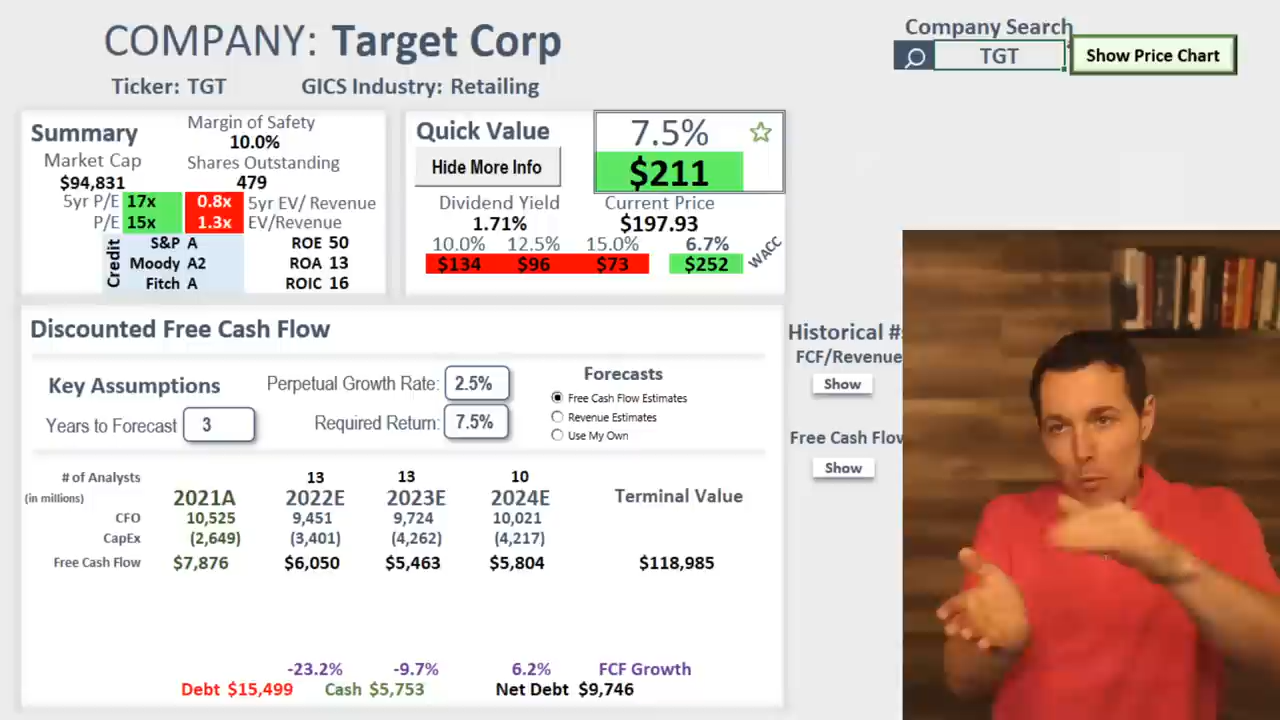 COMPANY: Target Corp
Ticker: TGT
GICS Industry: Retailing
Company Search
TGT
Show Price Chart
Summary
Margin of Safety
10.0%
Market Cap
Shares Outstanding
$94,831
479
5yr P/E 17x 0.8x 5yr EV/ Revenue
P/E 15x 1.3x EV/Revenue
Credit
S&P A ROE 50
Moody A2 ROA 13
Fitch A ROIC 16
Quick Value
7.5%
Hide More Info
$211
Dividend Yield
Current Price
1.71%
$197.93
10.0% 12.5% 15.0% 6.7%
$134 $96 $73 $252
WACC
Discounted Free Cash Flow
Key Assumptions
Perpetual Growth Rate: 2.5%
Years to Forecast 3
Required Return: 7.5%
Forecasts
Free Cash Flow Estimates
Revenue Estimates
Use My Own
Historical #
FCF/Revenue
Show
Free Cash Flow
Show
# of Analysts 13 13 10
(in millions) 2021A 2022E 2023E 2024E Terminal Value
CFO 10,525 9,451 9,724 10,021
CapEx (2,649) (3,401) (4,262) (4,217)
Free Cash Flow $7,876 $6,050 $5,463 $5,804 $118,985
-23.2% -9.7% 6.2% FCF Growth
Debt $15,499 Cash $5,753 Net Debt $9,746